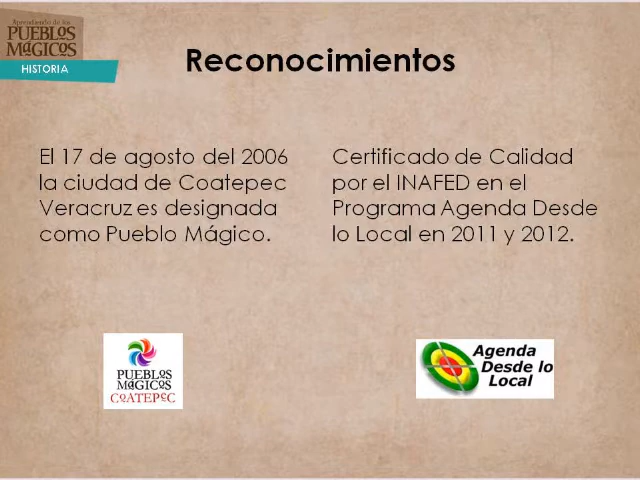 Aprendiendo de los
PUEBLOS
MáGICOS
HISTORIA
Reconocimientos
El 17 de agosto del 2006
la ciudad de Coatepec
Veracruz es designada
como Pueblo Mágico.
Certificado de Calidad
por el INAFED en el
Programa Agenda Desde
lo Local en 2011 y 2012.
PUEBLOS
MáGICOS
COATEPEC
Agenda
Desde lo
Local